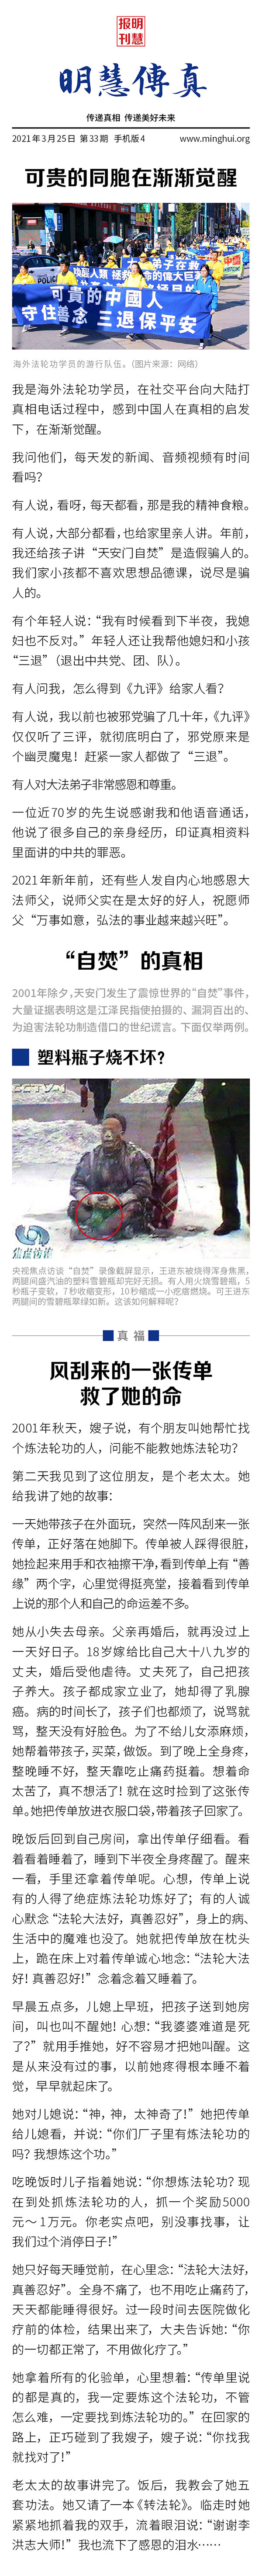 明慧
报刊
明慧傳真
传递真相 传递美好未来
2021年3月25日 第33期 手机版4 www.minghui.org
可贵的同胞在渐渐觉醒
可貴的中國人
守住善念 三退保平安
海外法轮功学员的游行队伍。(图片来源：网络)
我是海外法轮功学员，在社交平台向大陆打
真相电话过程中，感到中国人在真相的启发
下，在渐渐觉醒。
我问他们，每天发的新闻、音频视频有时间
看吗？
有人说，看呀，每天都看，那是我的精神食粮。
有人说，大部分都看，也给家里亲人讲。年前，
我还给孩子讲“天安门自焚”是造假骗人的。
我们家小孩都不喜欢思想品德课，说尽是骗
人的。
有个年轻人说：“我有时候看到下半夜，我媳
妇也不反对。”年轻人还让我帮他媳妇和小孩
“三退”（退出中共党、团、队）。
有人问我，怎么得到《九评》给家人看？
有人说，我以前也被邪党骗了几十年，《九评》
仅仅听了三评，就彻底明白了，邪党原来是
个幽灵魔鬼！赶紧一家人都做了“三退”。
有人对大法弟子非常感恩和尊重。
一位近70岁的先生说感谢我和他语音通话，
他说了很多自己的亲身经历，印证真相资料
里面讲的中共的罪恶。
2021年新年前，还有些人发自内心地感恩大
法师父，说师父实在是太好的好人，祝愿师
父“万事如意，弘法的事业越来越兴旺”。
“自焚”的真相
2001年除夕，天安门发生了震惊世界的“自焚”事件，
大量证据表明这是江泽民指使拍摄的、漏洞百出的、
为迫害法轮功制造借口的世纪谎言。下面仅举两例。
塑料瓶子烧不坏？
CCTV-1
焦点访谈
央视焦点访谈“自焚”录像截屏显示，王进东被烧得浑身焦黑，
两腿间盛汽油的塑料雪碧瓶却完好无损。有人用火烧雪碧瓶，5
秒瓶子变软，7秒收缩变形，10秒缩成一小疙瘩燃烧。可王进东
两腿间的雪碧瓶翠绿如新。这该如何解释呢？
真 福
风刮来的一张传单
救了她的命
2001年秋天，嫂子说，有个朋友叫她帮忙找
个炼法轮功的人，问能不能教她炼法轮功？
第二天我见到了这位朋友，是个老太太。她
给我讲了她的故事：
一天她带孩子在外面玩，突然一阵风刮来一张
传单，正好落在她脚下。传单被人踩得很脏，
她捡起来用手和衣袖擦干净，看到传单上有“善
缘”两个字，心里觉得挺亮堂，接着看到传单
上说的那个人和自己的命运差不多。
她从小失去母亲。父亲再婚后，就再没过上
一天好日子。18岁嫁给比自己大十八九岁的
丈夫，婚后受他虐待。丈夫死了，自己把孩
子养大。孩子都成家立业了，她却得了乳腺
癌。病的时间长了，孩子们也都烦了，说骂就
骂，整天没有好脸色。为了不给儿女添麻烦，
她帮着带孩子，买菜，做饭。到了晚上全身疼，
整晚睡不好，整天靠吃止痛药挺着。想着命
太苦了，真不想活了！就在这时捡到了这张传
单。她把传单放进衣服口袋，带着孩子回家了。
晚饭后回到自己房间，拿出传单仔细看。看
着看着睡着了，睡到下半夜全身疼醒了。醒来
一看，手里还拿着传单呢。心想，传单上说
有的人得了绝症炼法轮功炼好了；有的人诚
心默念“法轮大法好，真善忍好”，身上的病、
生活中的魔难也没了。她就把传单放在枕头
上，跪在床上对着传单诚心地念：“法轮大法
好！真善忍好！”念着念着又睡着了。
早晨五点多，儿媳上早班，把孩子送到她房
间，叫也叫不醒她！心想：“我婆婆难道是死
了？”就用手推她，好不容易才把她叫醒。这
是从来没有过的事，以前她疼得根本睡不着
觉，早早就起床了。
她对儿媳说：“神，神，太神奇了！”她把传单
给儿媳看，并说：“你们厂子里有炼法轮功的
吗？我想炼这个功。”
吃晚饭时儿子指着她说：“你想炼法轮功？现
在到处抓炼法轮功的人，抓一个奖励5000
元～1万元。你老实点吧，别没事找事，让
我们过个消停日子！”
她只好每天睡觉前，在心里念：“法轮大法好，
真善忍好”。全身不痛了，也不用吃止痛药了，
天天都能睡得很好。过一段时间去医院做化
疗前的体检，结果出来了，大夫告诉她：“你
的一切都正常了，不用做化疗了。”
她拿着所有的化验单，心里想着：“传单里说
的都是真的，我一定要炼这个法轮功，不管
怎么难，一定要找到炼法轮功的。”在回家的
路上，正巧碰到了我嫂子，嫂子说：“你找我
就找对了！”
老太太的故事讲完了。饭后，我教会了她五
套功法。她又请了一本《转法轮》。临走时她
紧紧地抓着我的双手，流着眼泪说：“谢谢李
洪志大师！”我也流下了感恩的泪水……